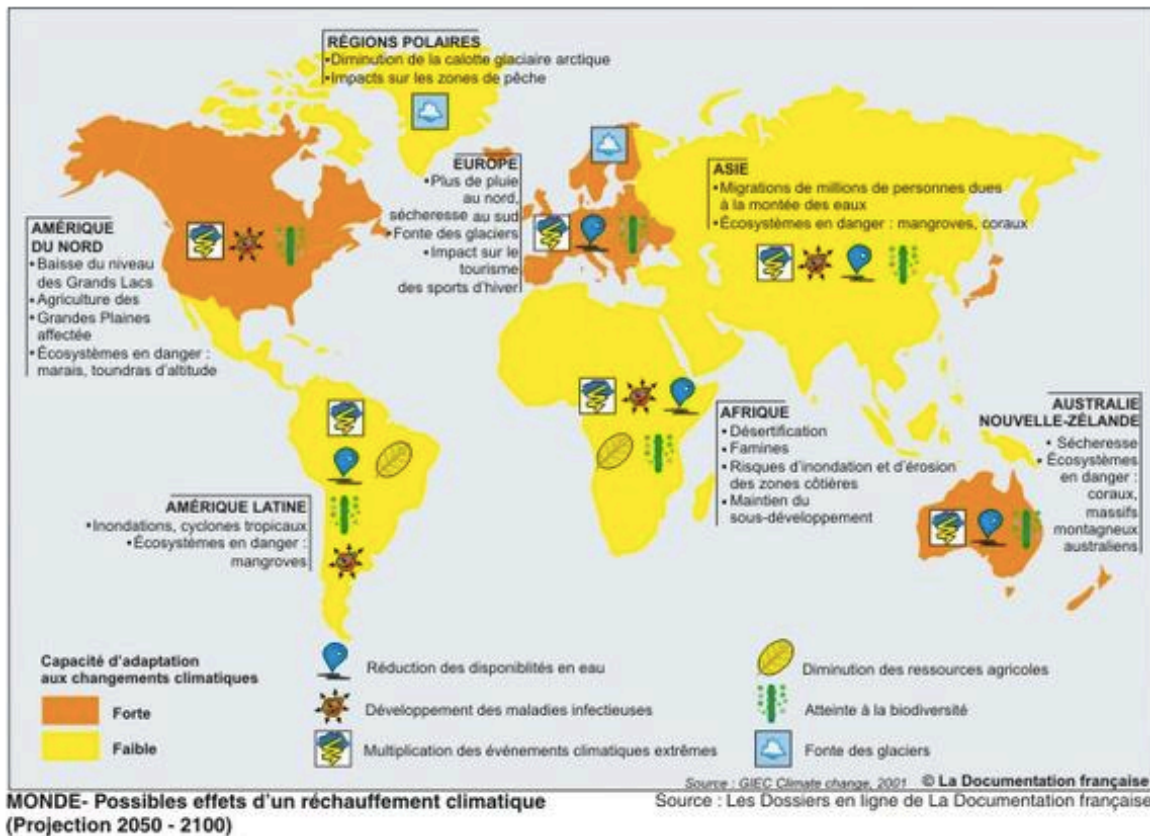 RÉGIONS POLAIRES
•Diminution de la calotte glaciaire arctique
•Impacts sur les zones de pêche
EUROPE
•Plus de pluie
au nord,
sécheresse au sud
•Fonte des glaciers
•Impact sur le
tourisme
des sports d'hiver
ASIE
•Migrations de millions de personnes dues
à la montée des eaux
•Écosystèmes en danger : mangroves, coraux
AMÉRIQUE
DU NORD
•Baisse du niveau
des Grands Lacs
•Agriculture des
•Grandes Plaines
affectée
•Écosystèmes en danger :
marais, toundras d'altitude
AFRIQUE
•Désertification
•Famines
•Risques d'inondation et d'érosion
des zones côtières
•Maintien du
sous-développement
AUSTRALIE
NOUVELLE-ZÉLANDE
•Sécheresse
•Écosystèmes
en danger :
coraux,
massifs
montagneux
australiens
AMÉRIQUE LATINE
•Inondations, cyclones tropicaux
•Écosystèmes en danger :
mangroves
Capacité d'adaptation
aux changements climatiques
Forte
Faible
Réduction des disponiblités en eau
Développement des maladies infectieuses
Multiplication des événements climatiques extrêmes
Diminution des ressources agricoles
Atteinte à la biodiversité
Fonte des glaciers
Source : GIEC Climate change, 2001 © La Documentation française
MONDE- Possibles effets d'un réchauffement climatique
(Projection 2050 - 2100)
Source : Les Dossiers en ligne de La Documentation française